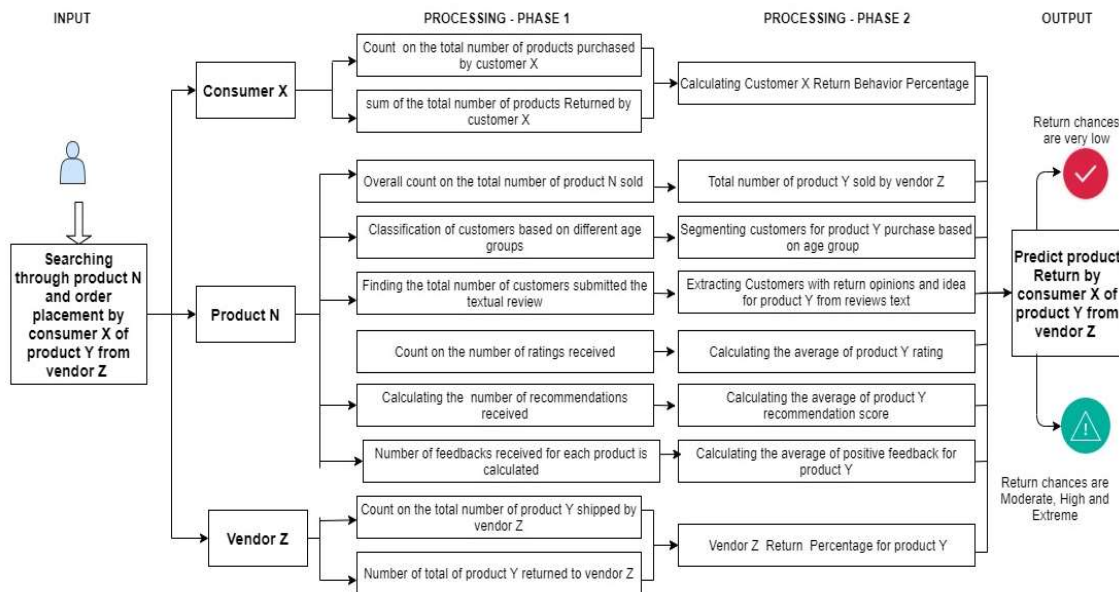 INPUT
PROCESSING - PHASE 1
PROCESSING - PHASE 2
OUTPUT
Searching
through product N
and order
placement by
consumer X of
product Y from
vendor Z
Consumer X
Count on the total number of products purchased
by customer X
sum of the total number of products Returned by
customer X
Calculating Customer X Return Behavior Percentage
Product N
Overall count on the total number of product N sold
Total number of product Y sold by vendor Z
Classification of customers based on different age
groups
Segmenting customers for product Y purchase based
on age group
Finding the total number of customers submitted the
textual review
Extracting Customers with return opinions and idea
for product Y from reviews text
Count on the number of ratings received
Calculating the average of product Y rating
Calculating the number of recommendations
received
Calculating the average of product Y
recommendation score
Number of feedbacks received for each product is
calculated
Calculating the average of positive feedback for
product Y
Vendor Z
Count on the total number of product Y shipped by
vendor Z
Number of total of product Y returned to vendor Z
Vendor Z Return Percentage for product Y
Return chances
are very low
Predict product
Return by
consumer X of
product Y from
vendor Z
Return chances are
Moderate, High and
Extreme